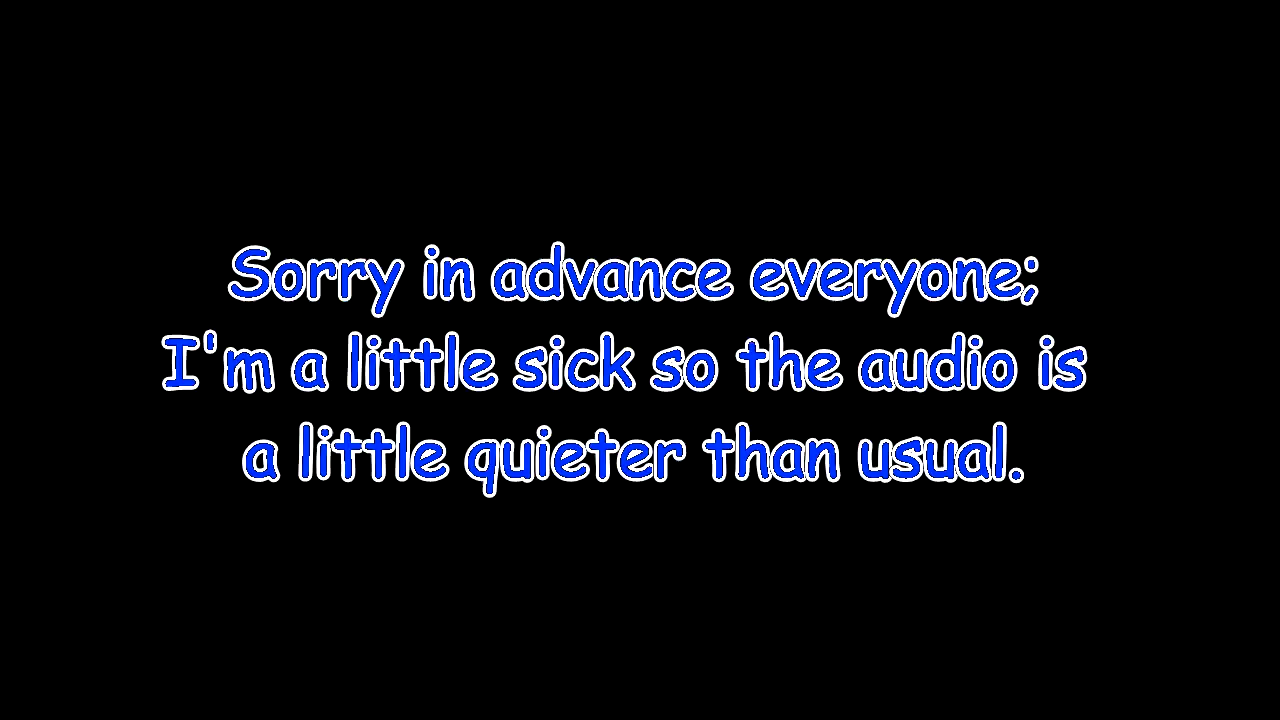 Sorry in advance everyone;
I'm a little sick so the audio is
a little quieter than usual.